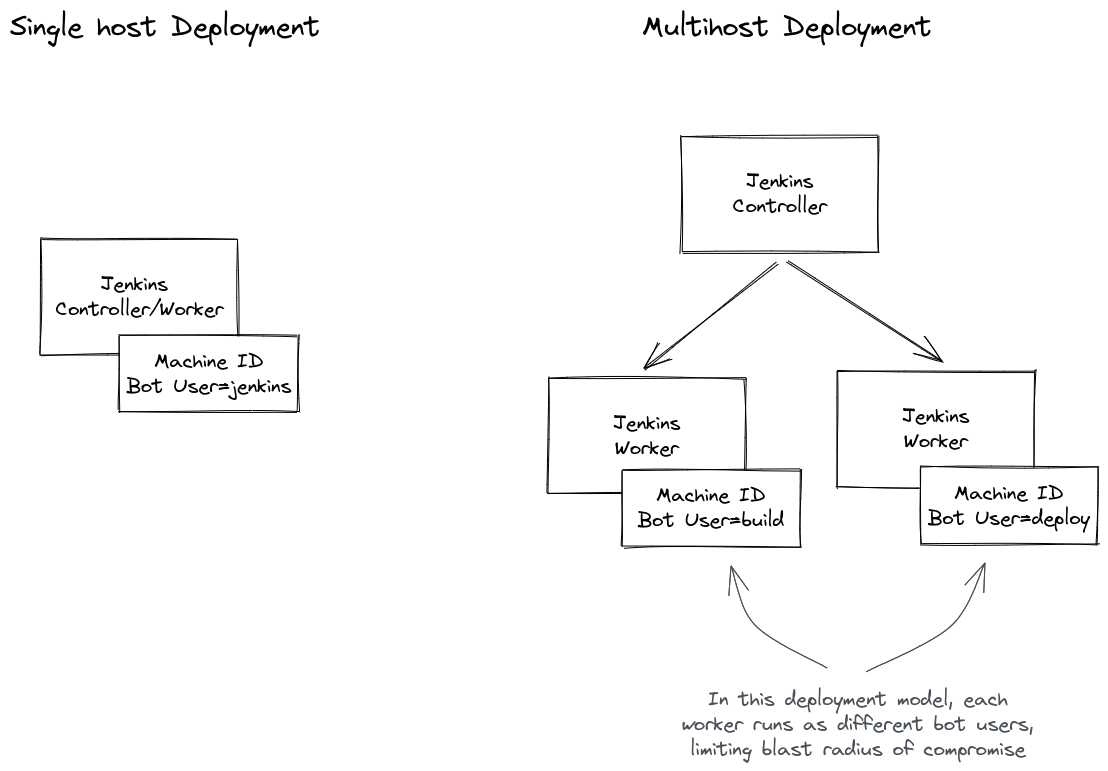 Single host Deployment
Multihost Deployment
Jenkins
Controller
Jenkins
Controller/Worker
Machine ID
Bot User=jenkins
Jenkins
Worker
Machine ID
Bot User=build
Jenkins
Worker
Machine ID
Bot User=deploy
In this deployment model, each
worker runs as different bot users,
limiting blast radius of compromise